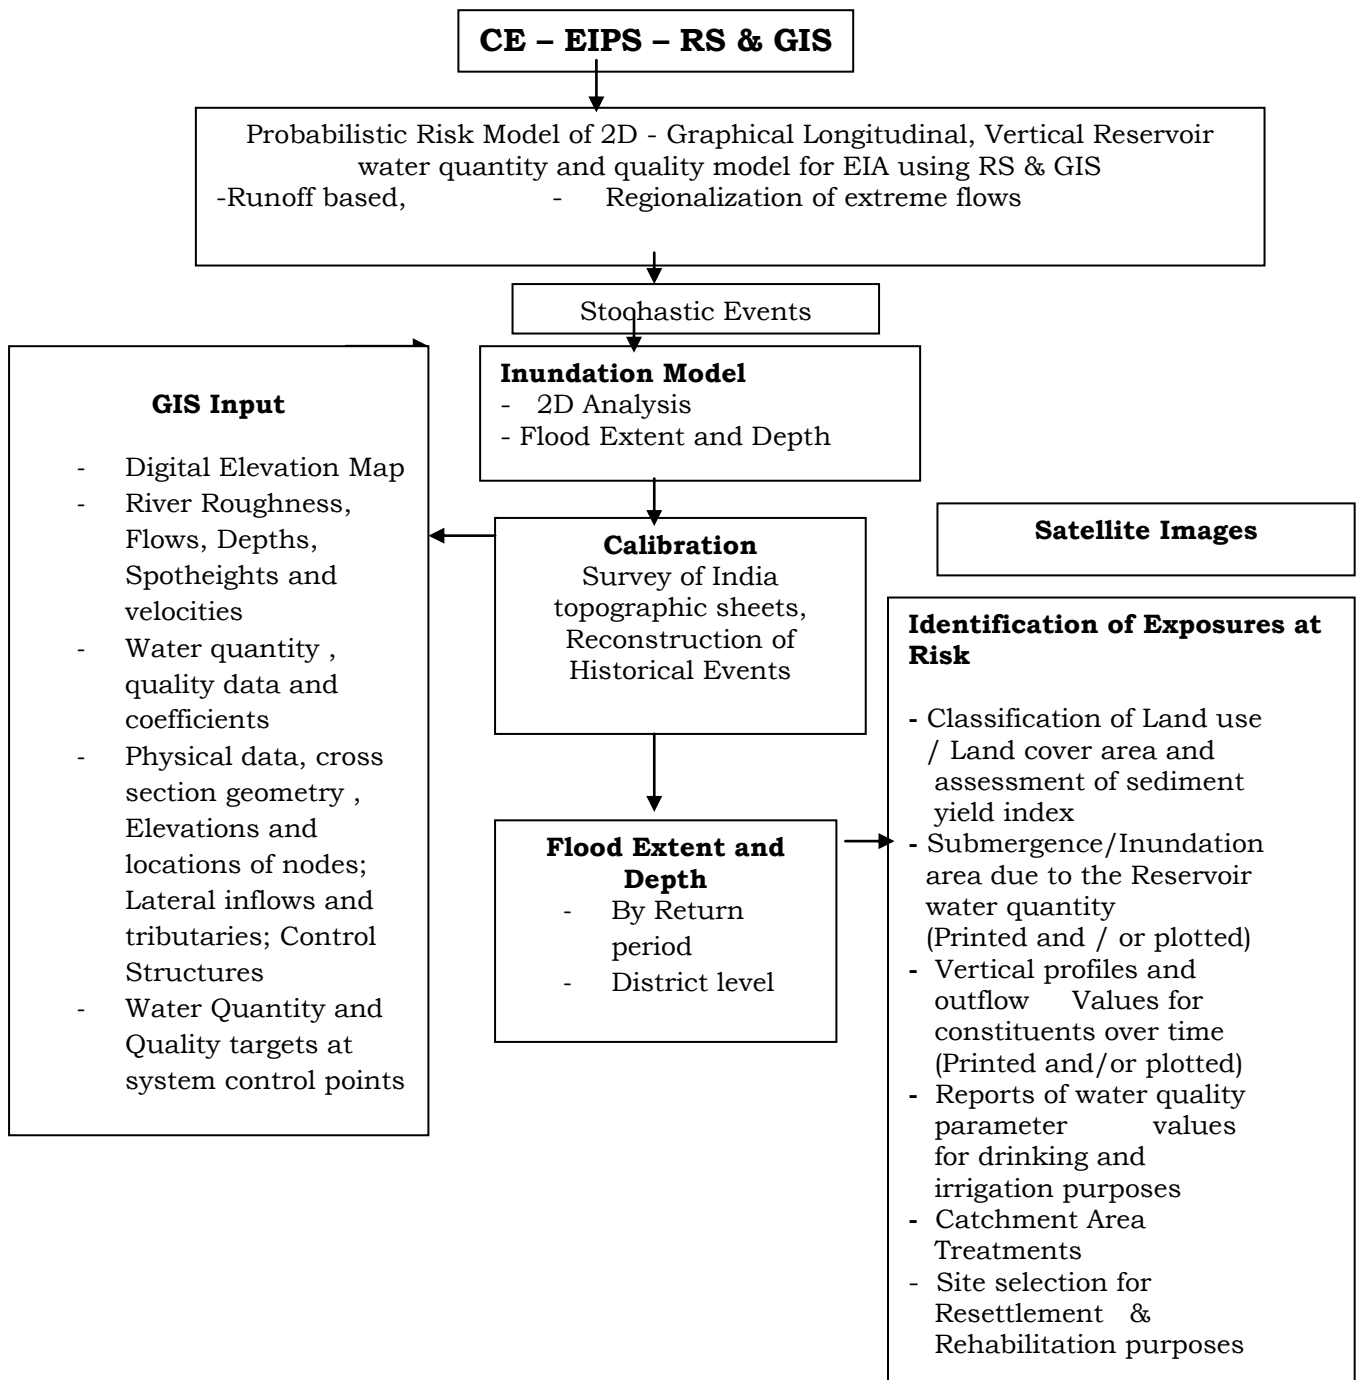 CE – EIPS – RS & GIS
Probabilistic Risk Model of 2D - Graphical Longitudinal, Vertical Reservoir
water quantity and quality model for EIA using RS & GIS
-Runoff based, - Regionalization of extreme flows
Stochastic Events
GIS Input
- Digital Elevation Map
- River Roughness,
Flows, Depths,
Spotheights and
velocities
- Water quantity ,
quality data and
coefficients
- Physical data, cross
section geometry ,
Elevations and
locations of nodes;
Lateral inflows and
tributaries; Control
Structures
- Water Quantity and
Quality targets at
system control points
Inundation Model
- 2D Analysis
- Flood Extent and Depth
Calibration
Survey of India
topographic sheets,
Reconstruction of
Historical Events
Flood Extent and
Depth
- By Return
period
- District level
Satellite Images
Identification of Exposures at
Risk
- Classification of Land use
/ Land cover area and
assessment of sediment
yield index
- Submergence/Inundation
area due to the Reservoir
water quantity
(Printed and / or plotted)
- Vertical profiles and
outflow Values for
constituents over time
(Printed and/or plotted)
- Reports of water quality
parameter values
for drinking and
irrigation purposes
- Catchment Area
Treatments
- Site selection for
Resettlement &
Rehabilitation purposes